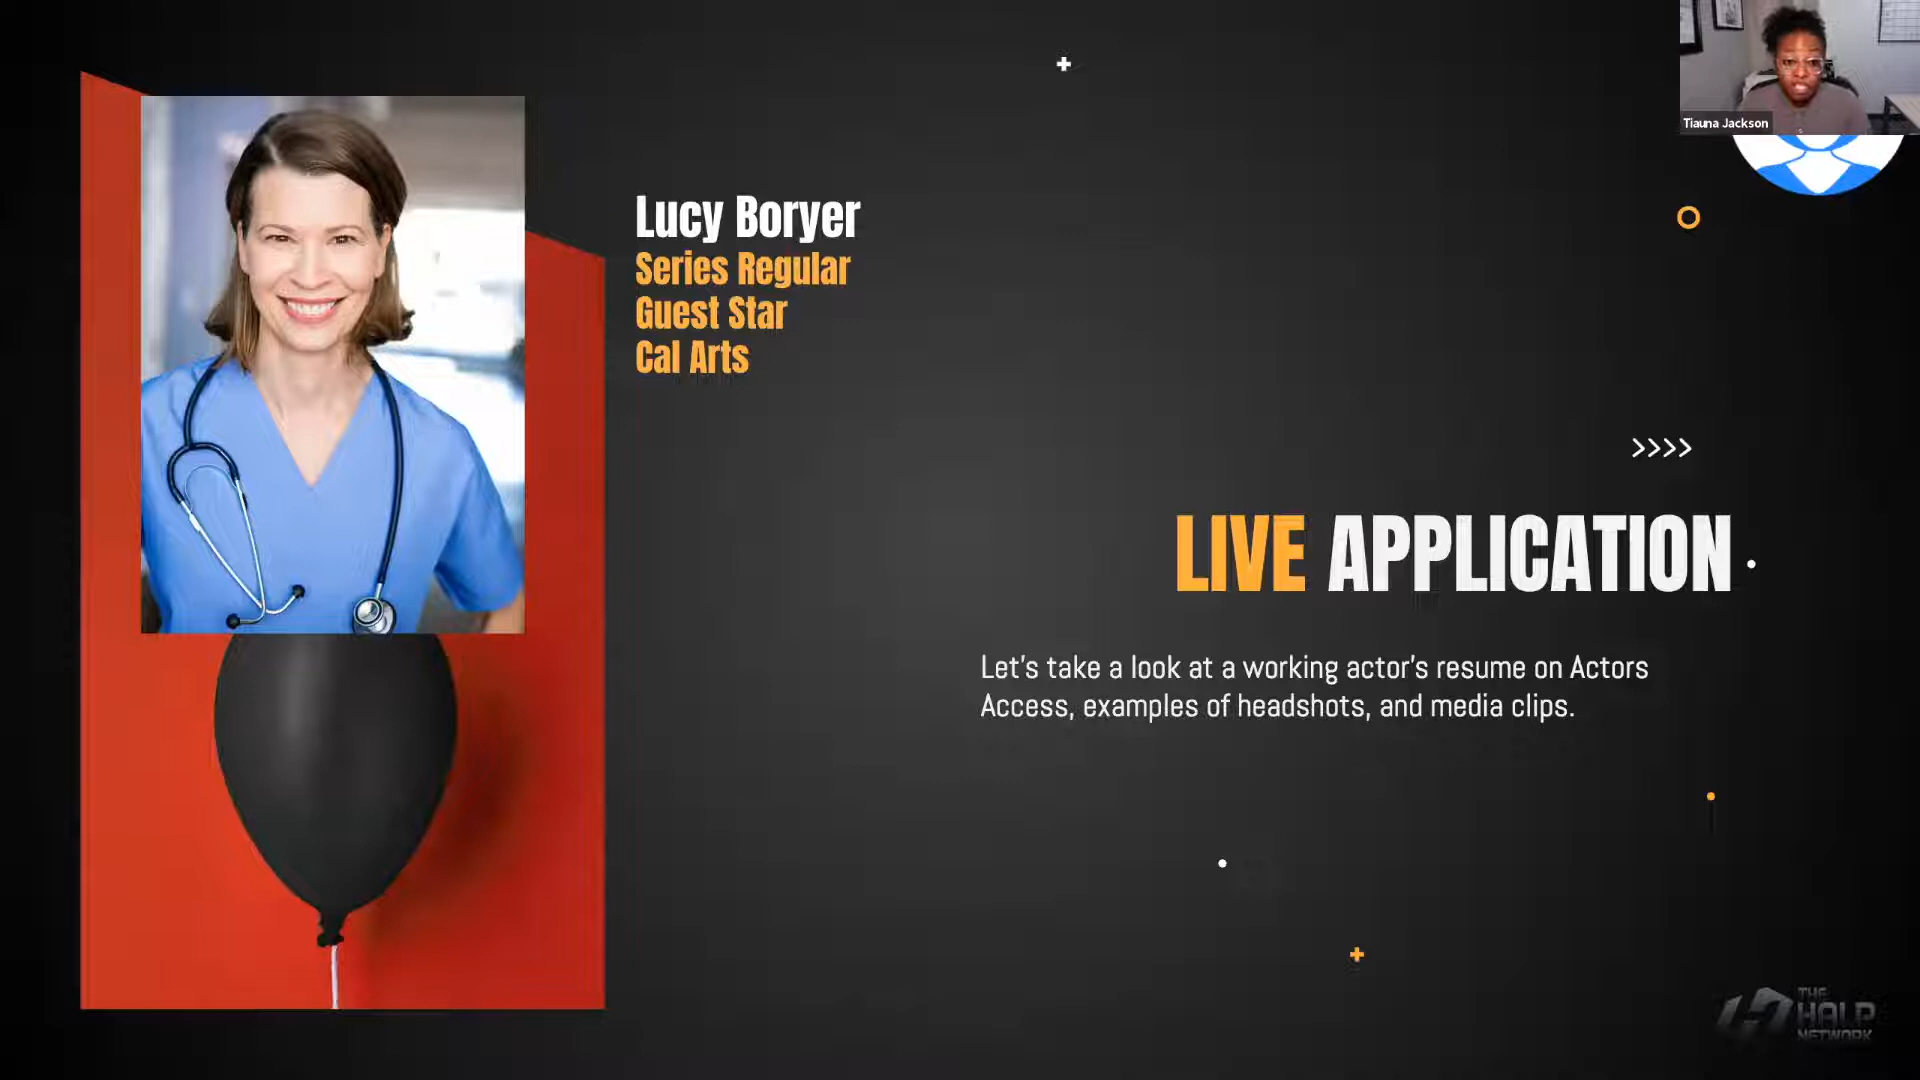 Tiauna Jackson
Lucy Boryer
Series Regular
Guest Star
Cal Arts
LIVE APPLICATION
Let's take a look at a working actor's resume on Actors
Access, examples of headshots, and media clips.
THE
HALP
NETWORK